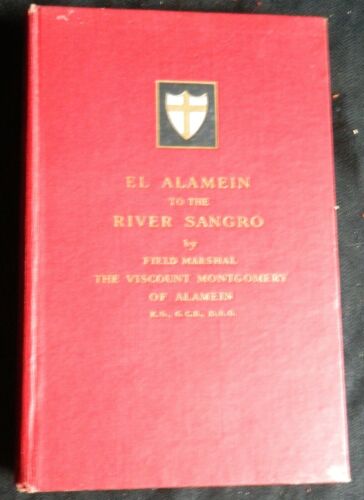 EL ALAMEIN
TO THE
RIVER SANGRO
by
FIELD MARSHAL
THE VISCOUNT MONTGOMERY
OF ALAMEIN
K.G., G.C.B., D.S.O.